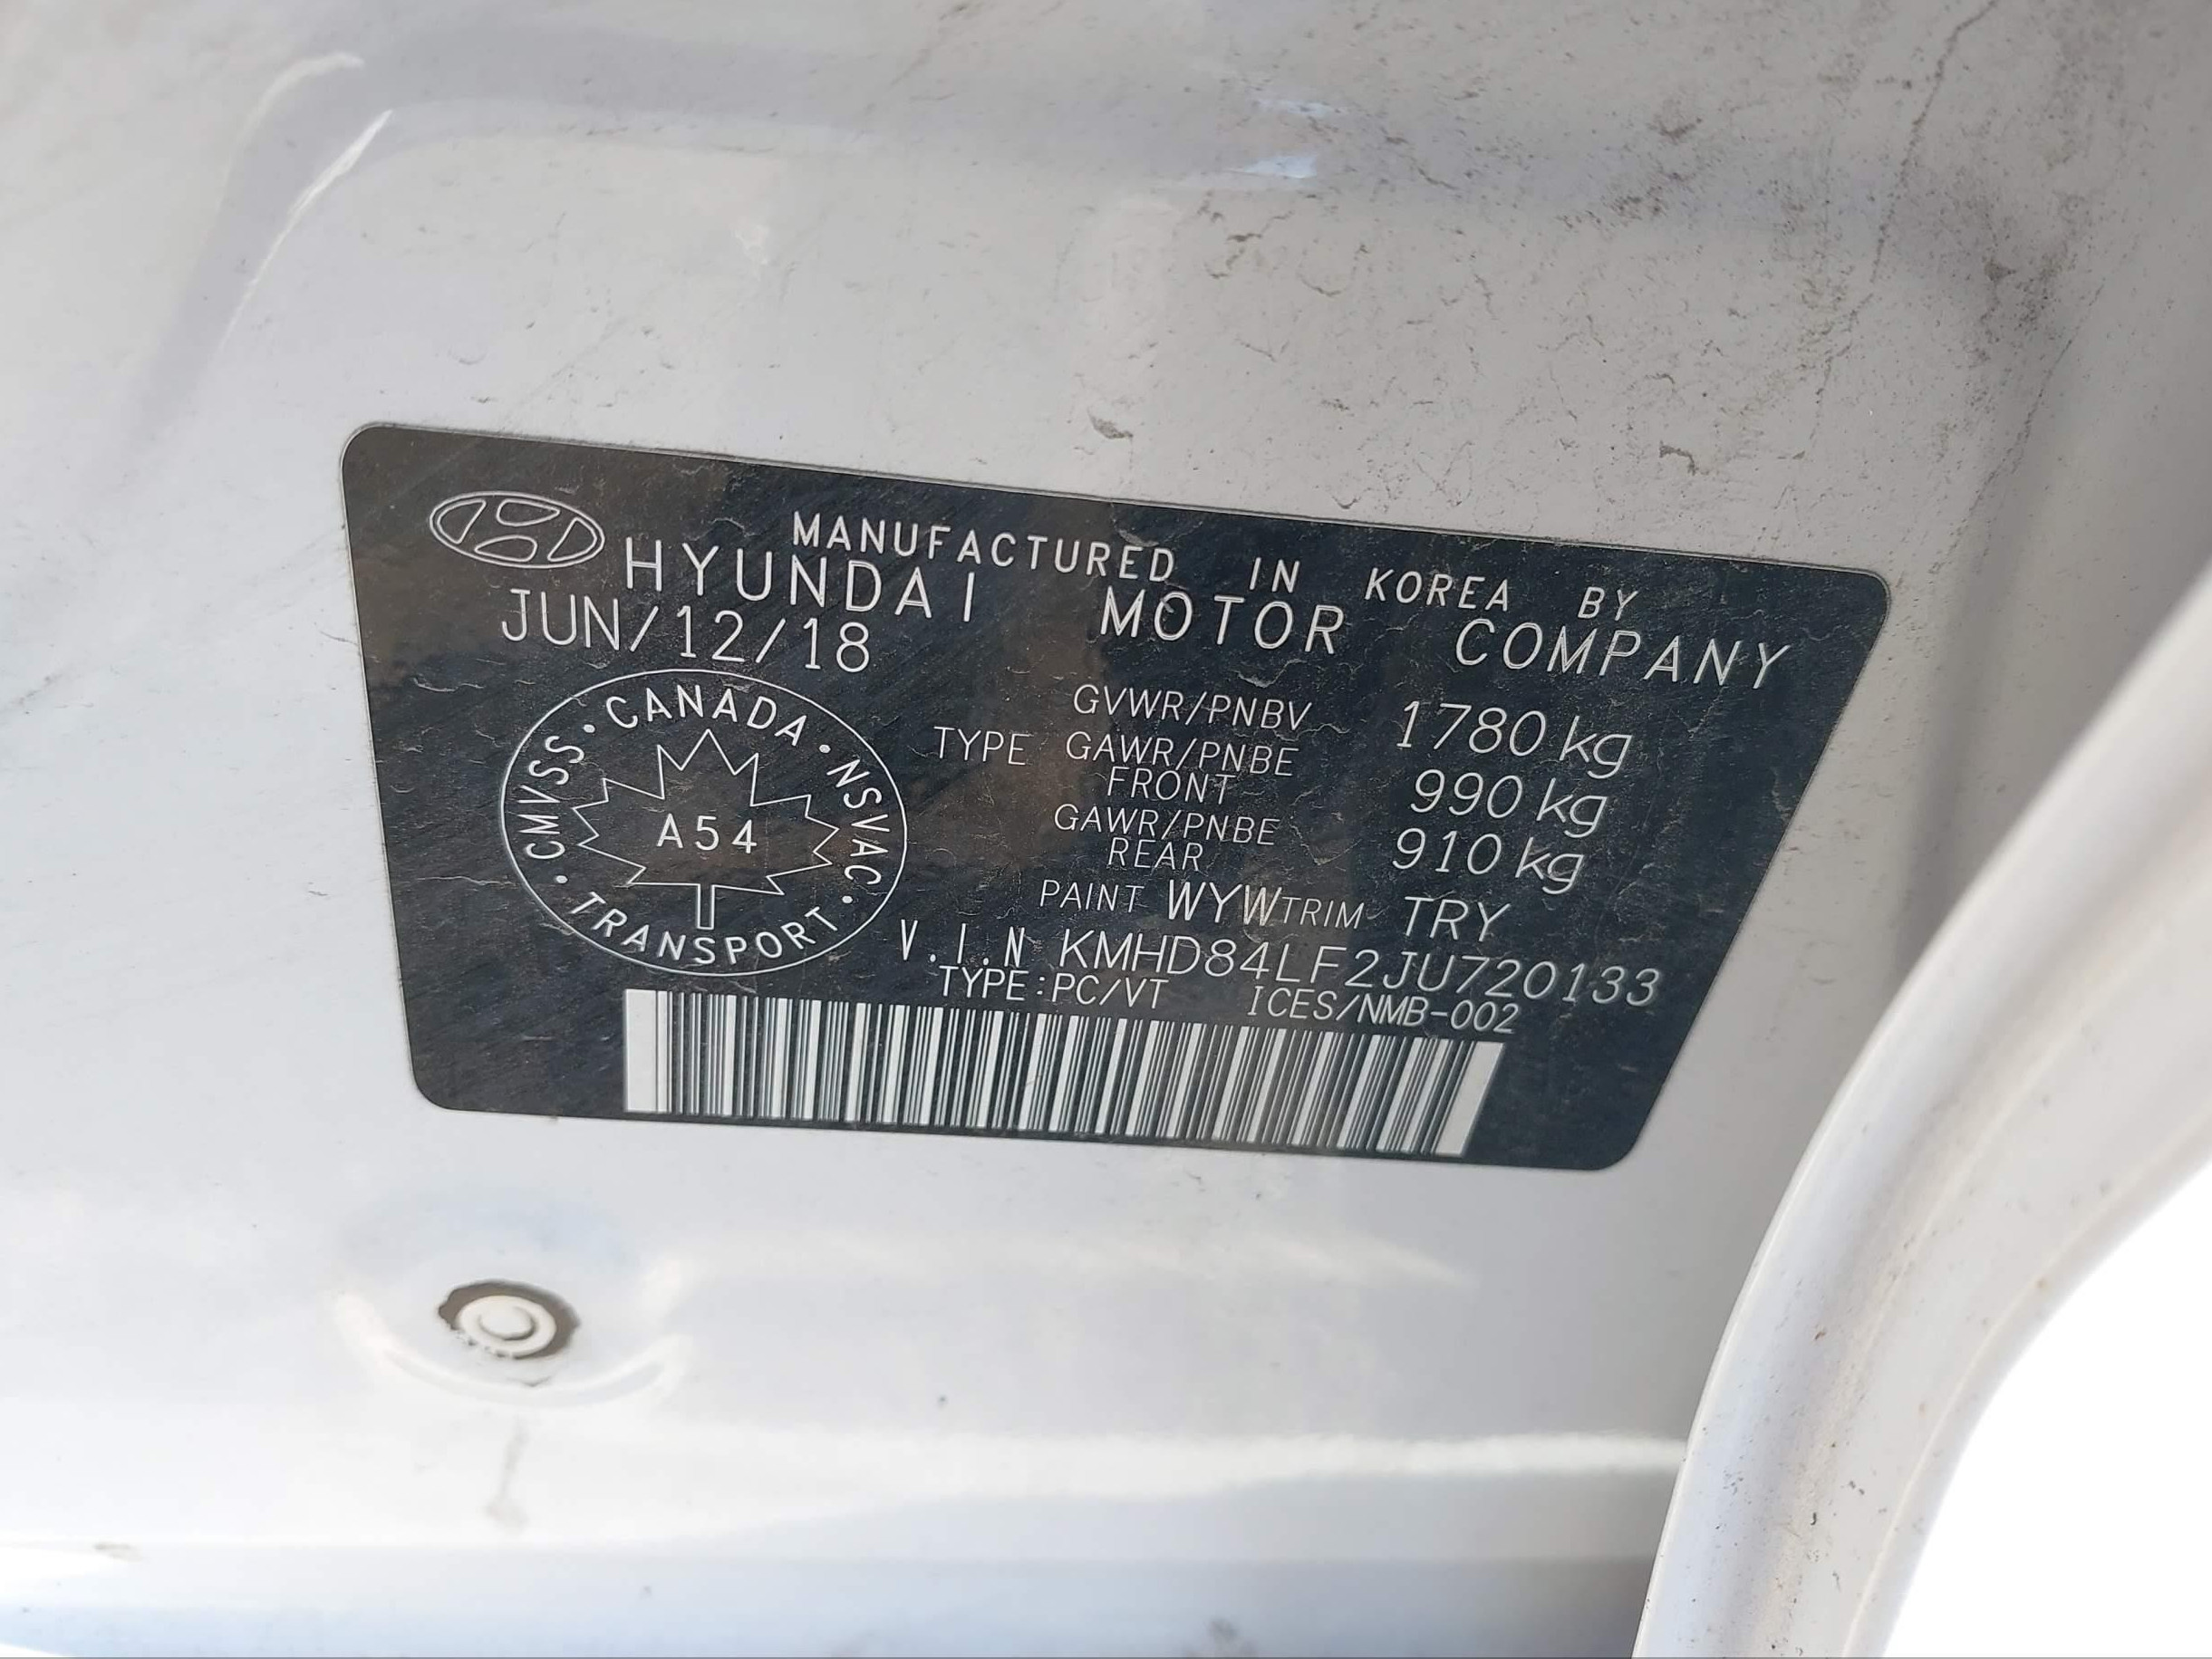 MANUFACTURED IN KOREA BY
HYUNDAI MOTOR COMPANY
JUN/12/18
CMVSS · CANADA · NSVAC · TRANSPORT ·
A54
GVWR/PNBV 1780 kg
TYPE GAWR/PNBE
FRONT 990 kg
GAWR/PNBE
REAR 910 kg
PAINT WYW TRIM TRY
V.I.N KMHD84LF2JU720133
TYPE:PC/VT ICES/NMB-002